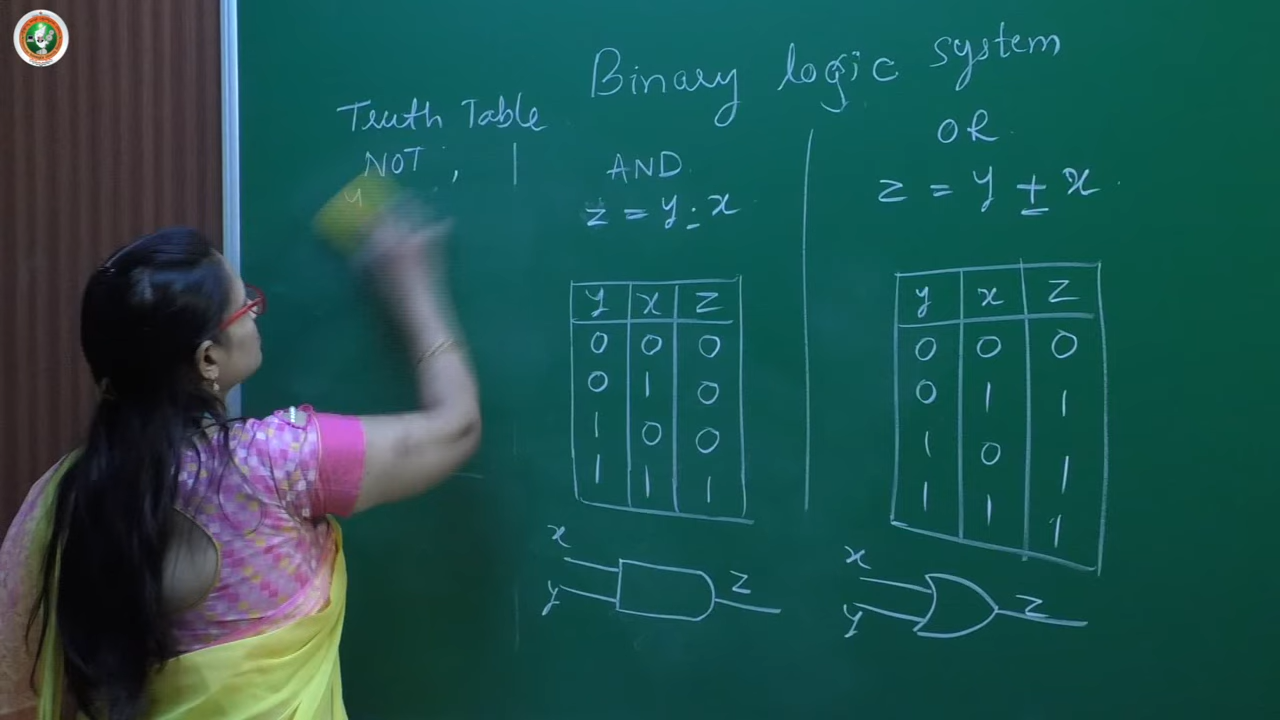 Binary logic system
Truth Table
NOT ; |
y
AND
z = y . x
y x z
0 0 0
0 1 0
1 0 0
1 1 1
x
y
z
OR
z = y + x
y x z
0 0 0
0 1 1
1 0 1
1 1 1
x
y
z